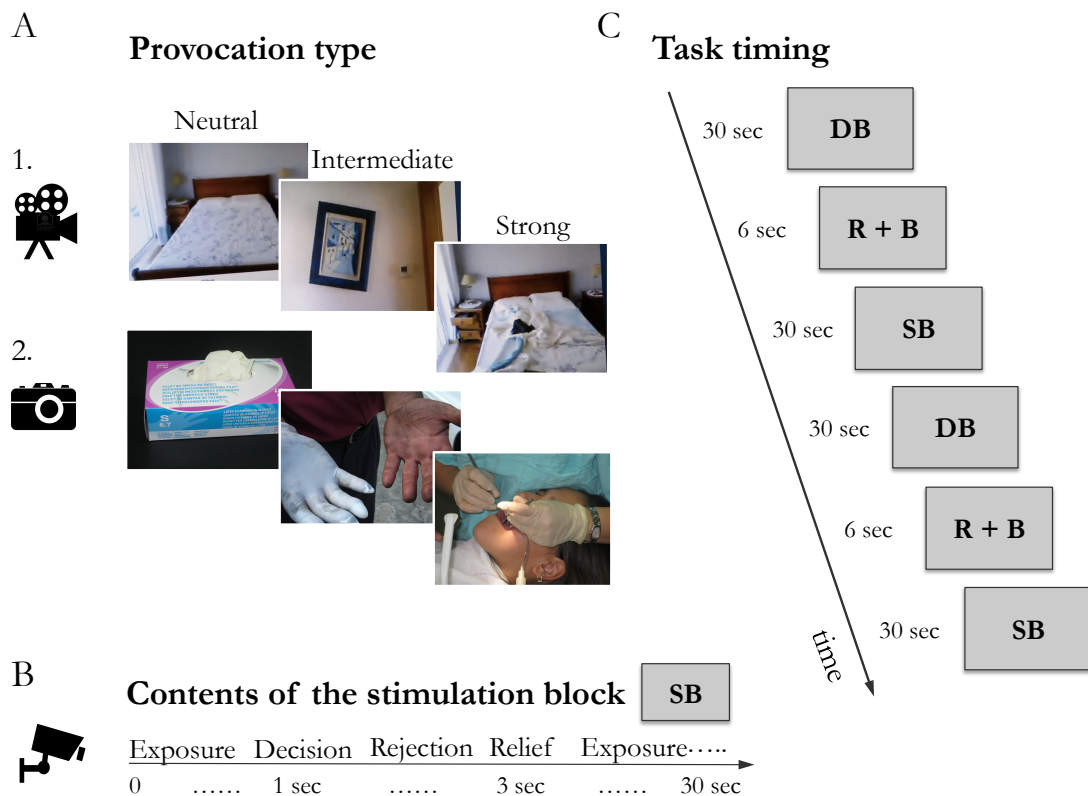 A
Provocation type
Neutral
Intermediate
Strong
1.
2.
S
6.7
B
Contents of the stimulation block
SB
Exposure Decision Rejection Relief Exposure.....
0 ...... 1 sec ...... 3 sec ...... 30 sec
C
Task timing
30 sec DB
6 sec R + B
30 sec SB
30 sec DB
6 sec R + B
30 sec SB
time